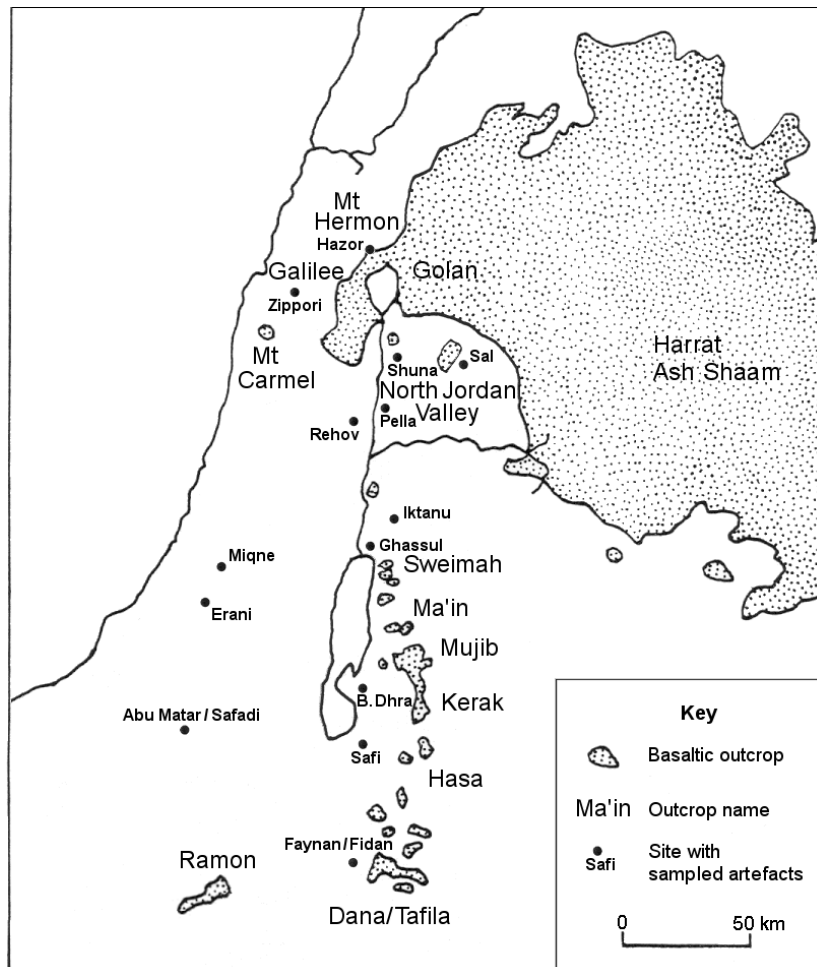 Mt
Hermon
Hazor
Galilee
Golan
Zippori
Mt
Carmel
Harrat
Ash Shaam
Shuna
Sal
North Jordan
Valley
Pella
Rehov
Iktanu
Ghassul
Miqne
Sweimah
Erani
Ma'in
Mujib
B. Dhra
Kerak
Abu Matar / Safadi
Safi
Hasa
Faynan / Fidan
Ramon
Dana/Tafila
Key
Basaltic outcrop
Ma'in Outcrop name
Safi Site with
sampled artefacts
0 50 km